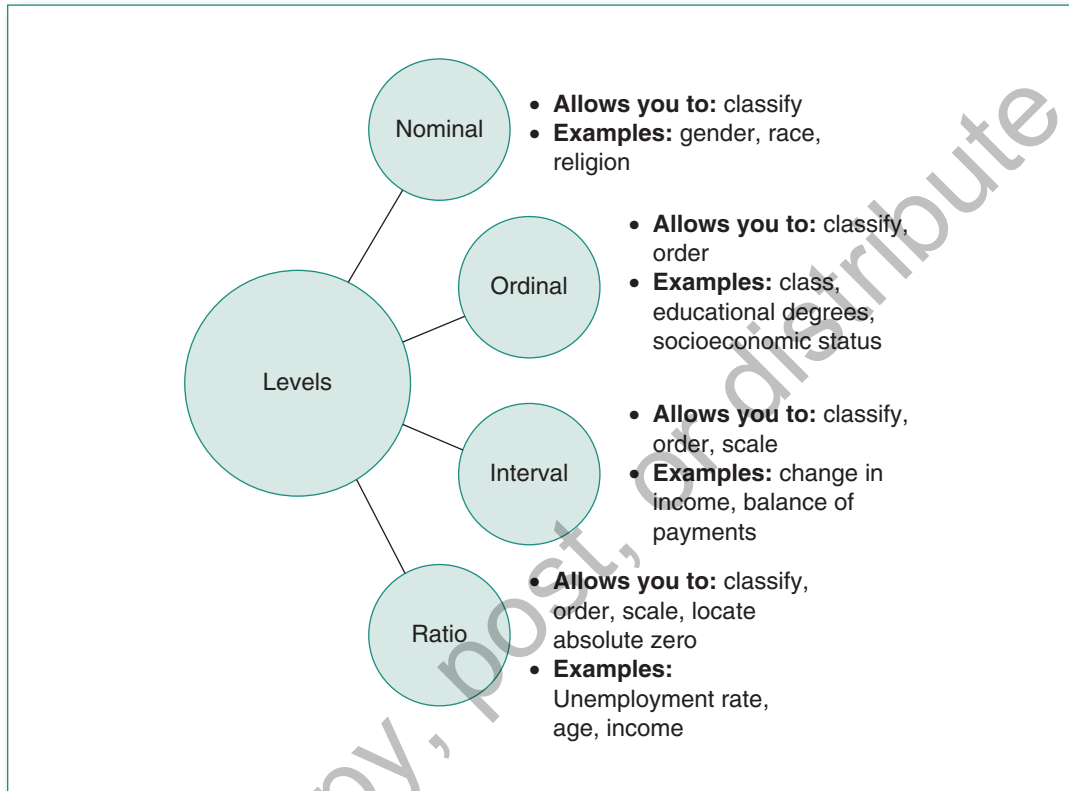 Nominal
• Allows you to: classify
• Examples: gender, race,
religion
Ordinal
• Allows you to: classify,
order
• Examples: class,
educational degrees,
socioeconomic status
Levels
Interval
• Allows you to: classify,
order, scale
• Examples: change in
income, balance of
payments
Ratio
• Allows you to: classify,
order, scale, locate
absolute zero
• Examples:
Unemployment rate,
age, income
post, or distribute